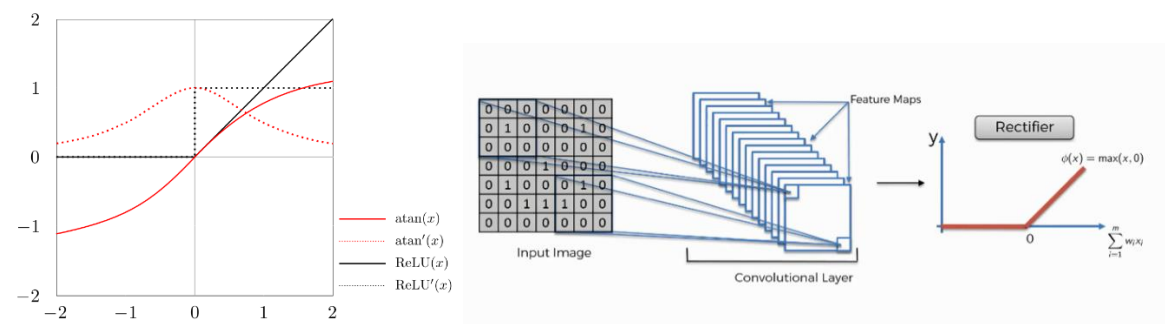 2
1
0
−1
−2
−2 −1 0 1 2
atan(x)
atan′(x)
ReLU(x)
ReLU′(x)
0 0 0 0 0 0 0
0 1 0 0 0 1 0
0 0 0 0 0 0 0
0 0 0 1 0 0 0
0 1 0 0 0 1 0
0 0 1 1 1 0 0
0 0 0 0 0 0 0
Input Image
Feature Maps
Convolutional Layer
Rectifier
y
ϕ(x) = max(x, 0)
0
m
∑ wᵢxᵢ
i=1